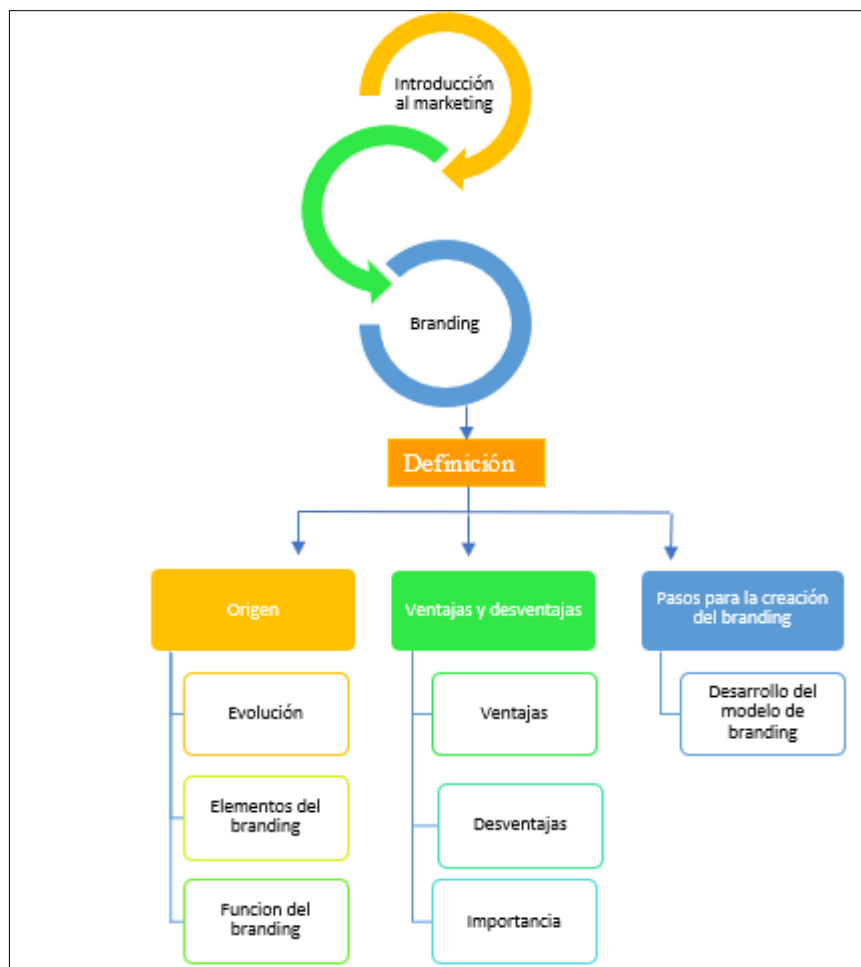 Introducción
al marketing
Branding
Definición
Origen
Ventajas y desventajas
Pasos para la creación
del branding
Evolución
Ventajas
Desarrollo del
modelo de
branding
Elementos del
branding
Desventajas
Funcion del
branding
Importancia